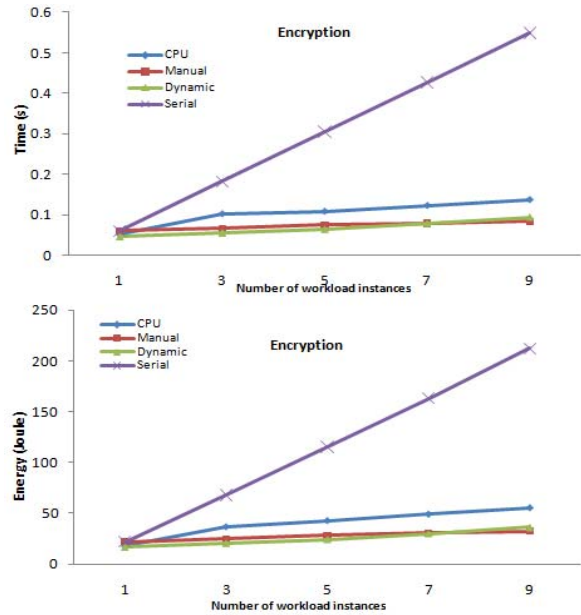 0.6
Encryption
CPU
Manual
Dynamic
Serial
0.5
0.4
0.3
0.2
0.1
0
Time (s)
1 3 5 7 9
Number of workload instances
250
CPU
Manual
Dynamic
Serial
Encryption
200
150
100
50
0
Energy (Joule)
1 3 5 7 9
Number of workload instances